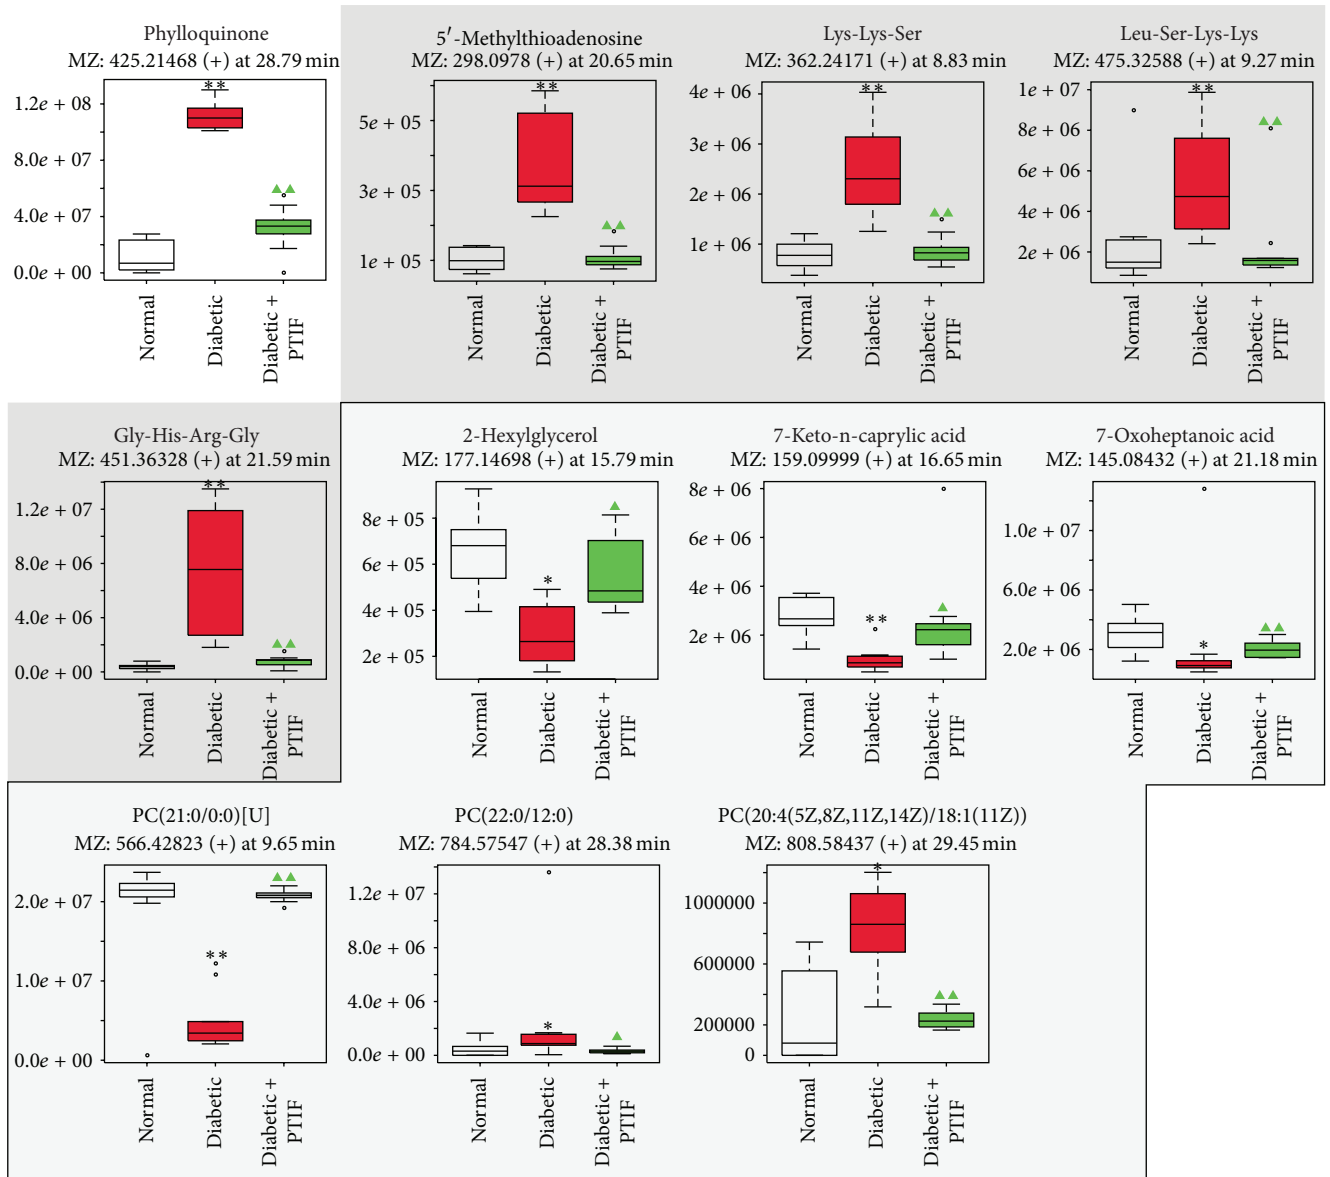 Phylloquinone
MZ: 425.21468 (+) at 28.79 min
1.2e + 08
8.0e + 07
4.0e + 07
0.0e + 00
**
Normal
Diabetic
Diabetic +
PTIF
5′-Methylthioadenosine
MZ: 298.0978 (+) at 20.65 min
5e + 05
3e + 05
1e + 05
**
Normal
Diabetic
Diabetic +
PTIF
Lys-Lys-Ser
MZ: 362.24171 (+) at 8.83 min
4e + 06
3e + 06
2e + 06
1e + 06
**
Normal
Diabetic
Diabetic +
PTIF
Leu-Ser-Lys-Lys
MZ: 475.32588 (+) at 9.27 min
1e + 07
8e + 06
6e + 06
4e + 06
2e + 06
**
Normal
Diabetic
Diabetic +
PTIF
Gly-His-Arg-Gly
MZ: 451.36328 (+) at 21.59 min
1.2e + 07
8.0e + 06
4.0e + 06
0.0e + 00
**
Normal
Diabetic
Diabetic +
PTIF
2-Hexylglycerol
MZ: 177.14698 (+) at 15.79 min
8e + 05
6e + 05
4e + 05
2e + 05
*
Normal
Diabetic
Diabetic +
PTIF
7-Keto-n-caprylic acid
MZ: 159.09999 (+) at 16.65 min
8e + 06
4e + 06
2e + 06
**
Normal
Diabetic
Diabetic +
PTIF
7-Oxoheptanoic acid
MZ: 145.08432 (+) at 21.18 min
1.0e + 07
6.0e + 06
2.0e + 06
*
Normal
Diabetic
Diabetic +
PTIF
PC(21:0/0:0)[U]
MZ: 566.42823 (+) at 9.65 min
2.0e + 07
1.0e + 07
0.0e + 00
**
Normal
Diabetic
Diabetic +
PTIF
PC(22:0/12:0)
MZ: 784.57547 (+) at 28.38 min
1.2e + 07
8.0e + 06
4.0e + 06
0.0e + 00
*
Normal
Diabetic
Diabetic +
PTIF
PC(20:4(5Z,8Z,11Z,14Z)/18:1(11Z))
MZ: 808.58437 (+) at 29.45 min
1000000
600000
200000
0
*
Normal
Diabetic
Diabetic +
PTIF